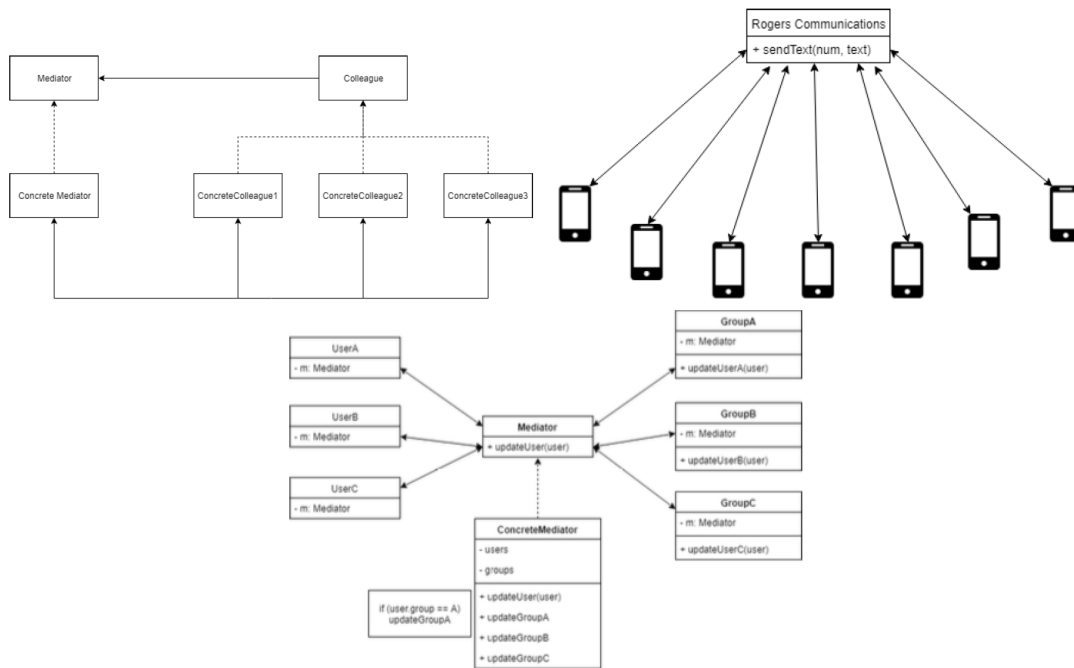 Mediator
Colleague
Concrete Mediator
ConcreteColleague1
ConcreteColleague2
ConcreteColleague3
Rogers Communications
+ sendText(num, text)
UserA
- m: Mediator
UserB
- m: Mediator
UserC
- m: Mediator
Mediator
+ updateUser(user)
GroupA
- m: Mediator
+ updateUserA(user)
GroupB
- m: Mediator
+ updateUserB(user)
GroupC
- m: Mediator
+ updateUserC(user)
ConcreteMediator
- users
- groups
+ updateUser(user)
+ updateGroupA
+ updateGroupB
+ updateGroupC
if (user.group == A)
updateGroupA